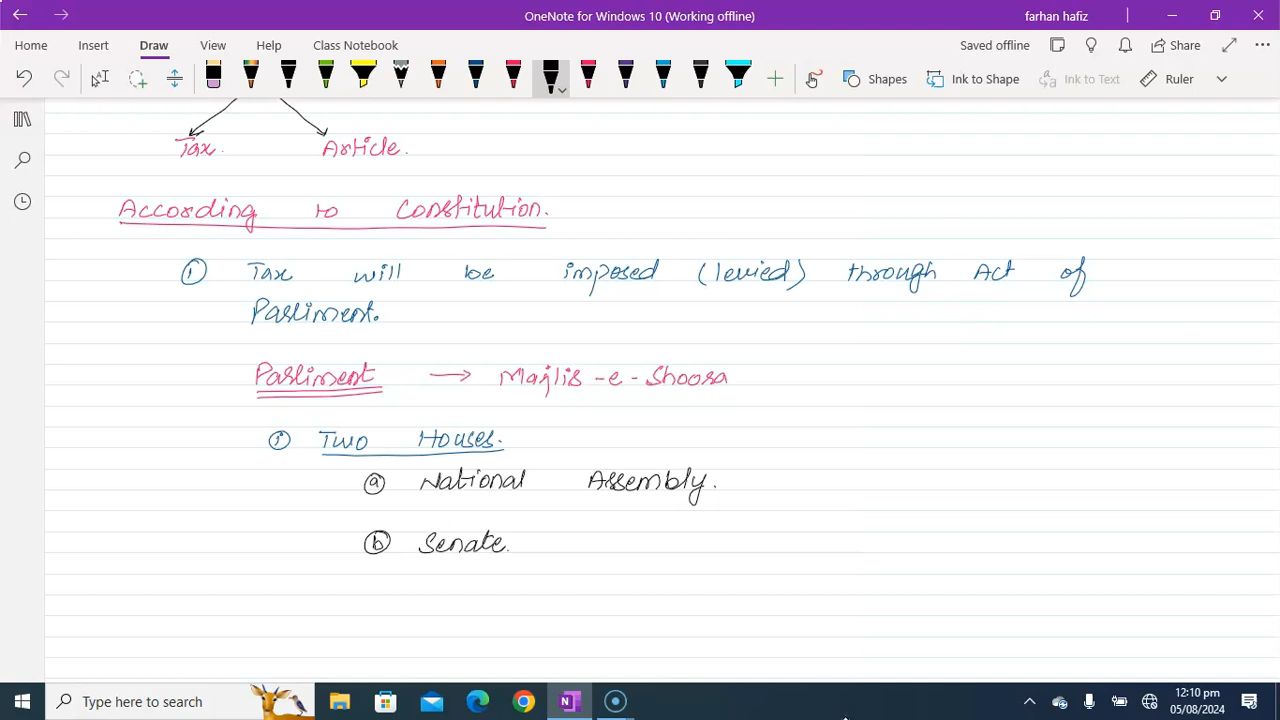 OneNote for Windows 10 (Working offline)
farhan hafiz
Home Insert Draw View Help Class Notebook
Saved offline Share
Shapes Ink to Shape Ink to Text Ruler
Tax. Article.
According to Constitution.
① Tax will be imposed (levied) through Act of
Parliment.
Parliment → Majlis-e-Shoora
① Two Houses.
ⓐ National Assembly.
ⓑ Senate.
Type here to search
12:10 pm
05/08/2024